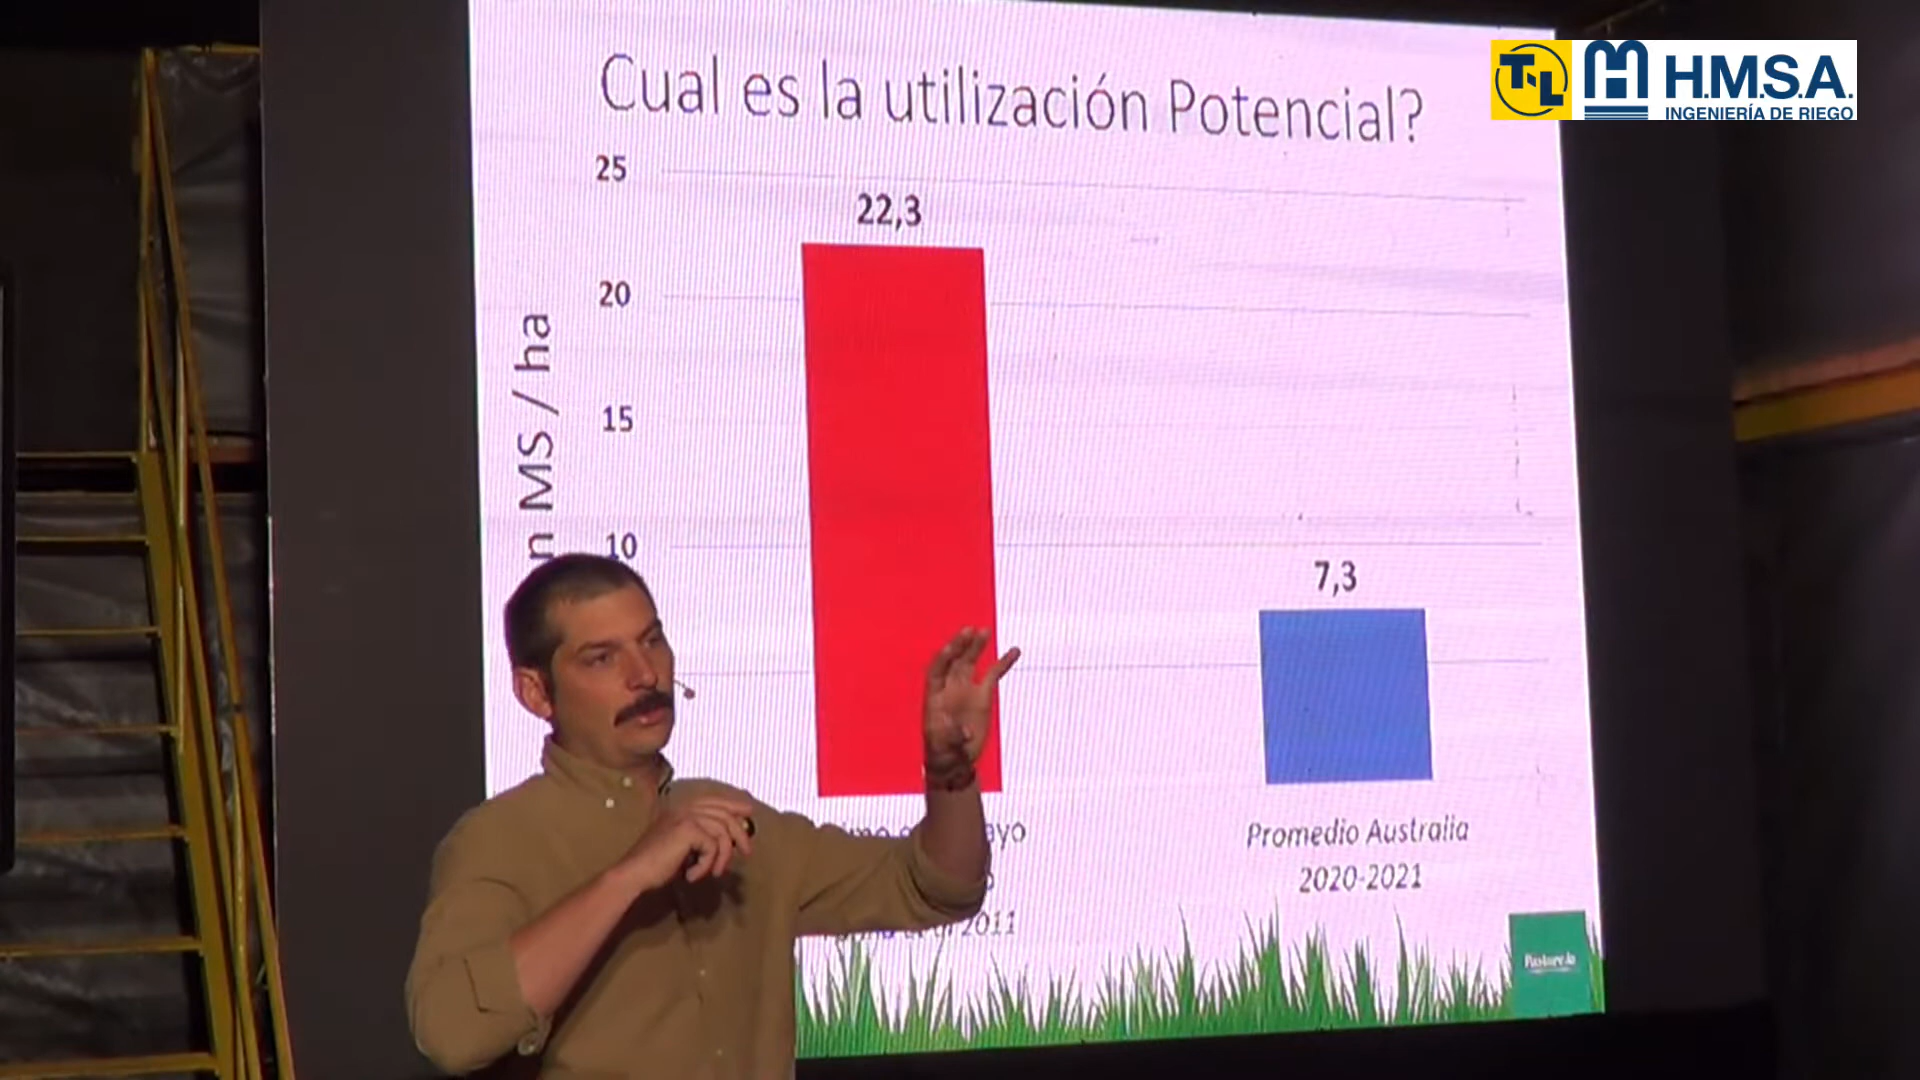 Cual es la utilización Potencial?
T-L
H.M.S.A.
INGENIERÍA DE RIEGO
25
22,3
20
MS / ha
15
10
7,3
Promedio Australia
2020-2021
2011